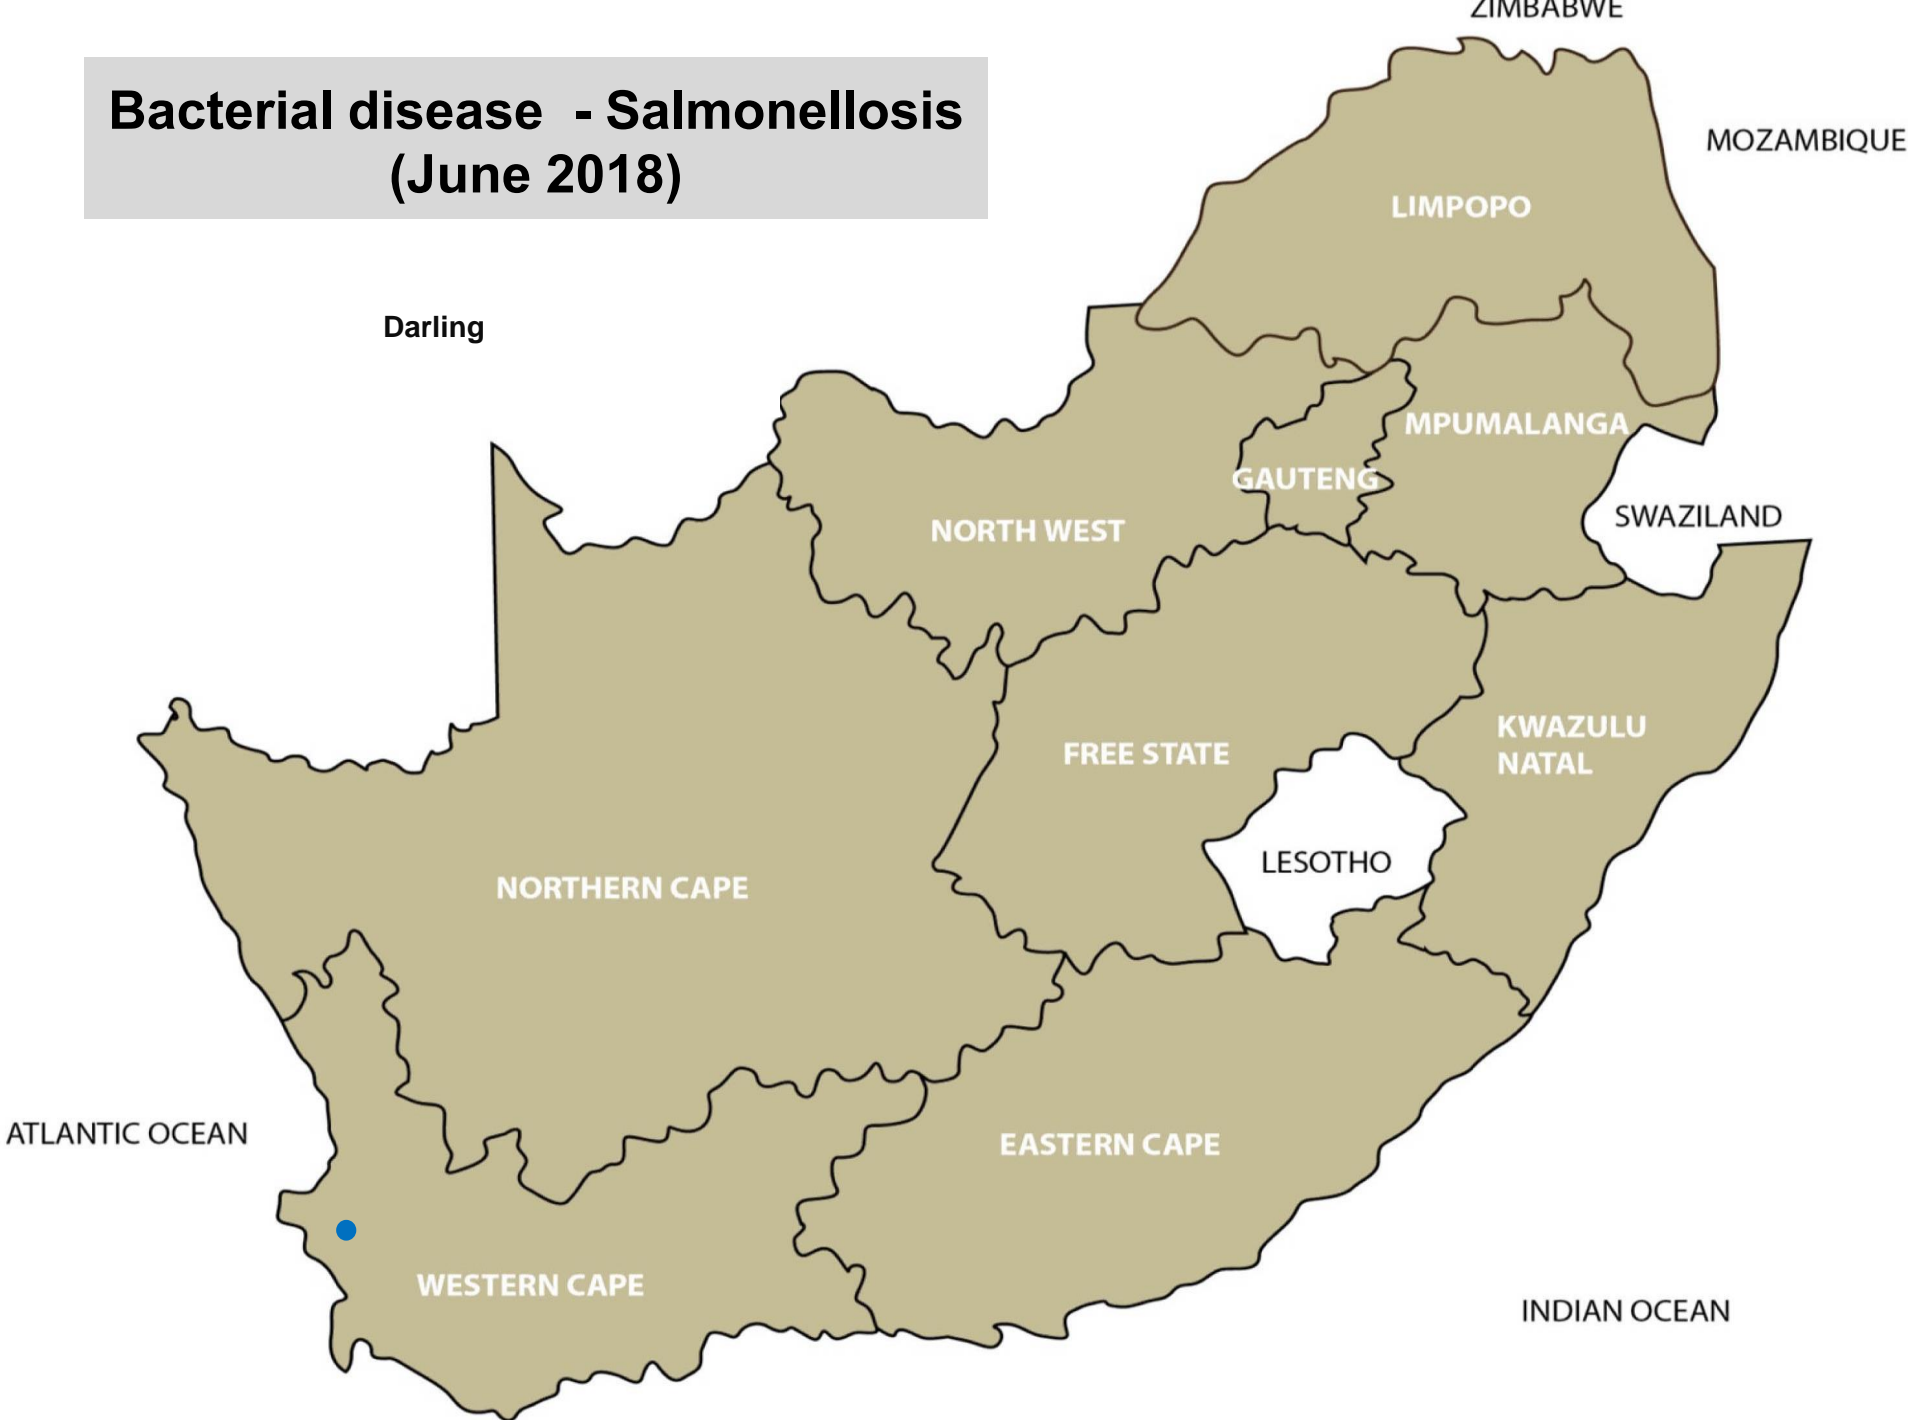 ZIMBABWE
Bacterial disease - Salmonellosis
(June 2018)
MOZAMBIQUE
LIMPOPO
Darling
MPUMALANGA
GAUTENG
SWAZILAND
NORTH WEST
KWAZULU
NATAL
FREE STATE
LESOTHO
NORTHERN CAPE
ATLANTIC OCEAN
EASTERN CAPE
WESTERN CAPE
INDIAN OCEAN